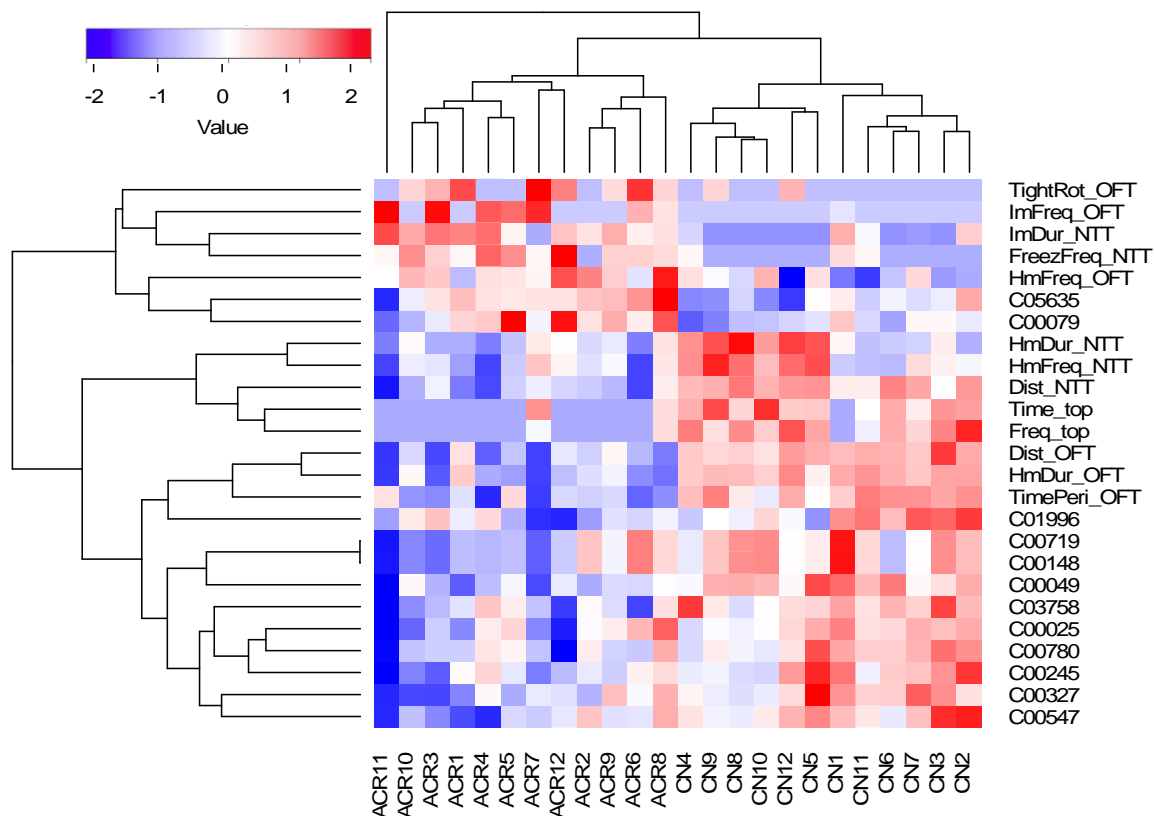 -2 -1 0 1 2
Value
TightRot_OFT
ImFreq_OFT
ImDur_NTT
FreezFreq_NTT
HmFreq_OFT
C05635
C00079
HmDur_NTT
HmFreq_NTT
Dist_NTT
Time_top
Freq_top
Dist_OFT
HmDur_OFT
TimePeri_OFT
C01996
C00719
C00148
C00049
C03758
C00025
C00780
C00245
C00327
C00547
ACR11
ACR10
ACR3
ACR1
ACR4
ACR5
ACR7
ACR12
ACR2
ACR9
ACR6
ACR8
CN4
CN9
CN8
CN10
CN12
CN5
CN1
CN11
CN6
CN7
CN3
CN2